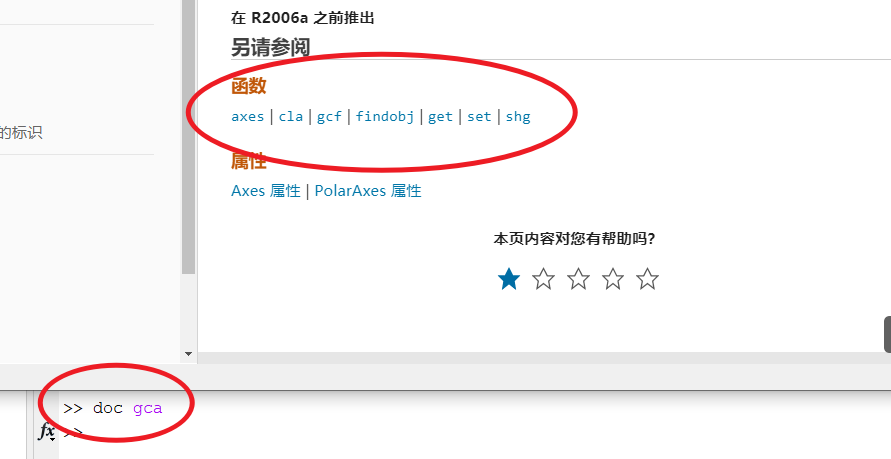 在 R2006a 之前推出
另请参阅
函数
axes | cla | gcf | findobj | get | set | shg
的标识
属性
Axes 属性 | PolarAxes 属性
本页内容对您有帮助吗?
>> doc gca
fx >>